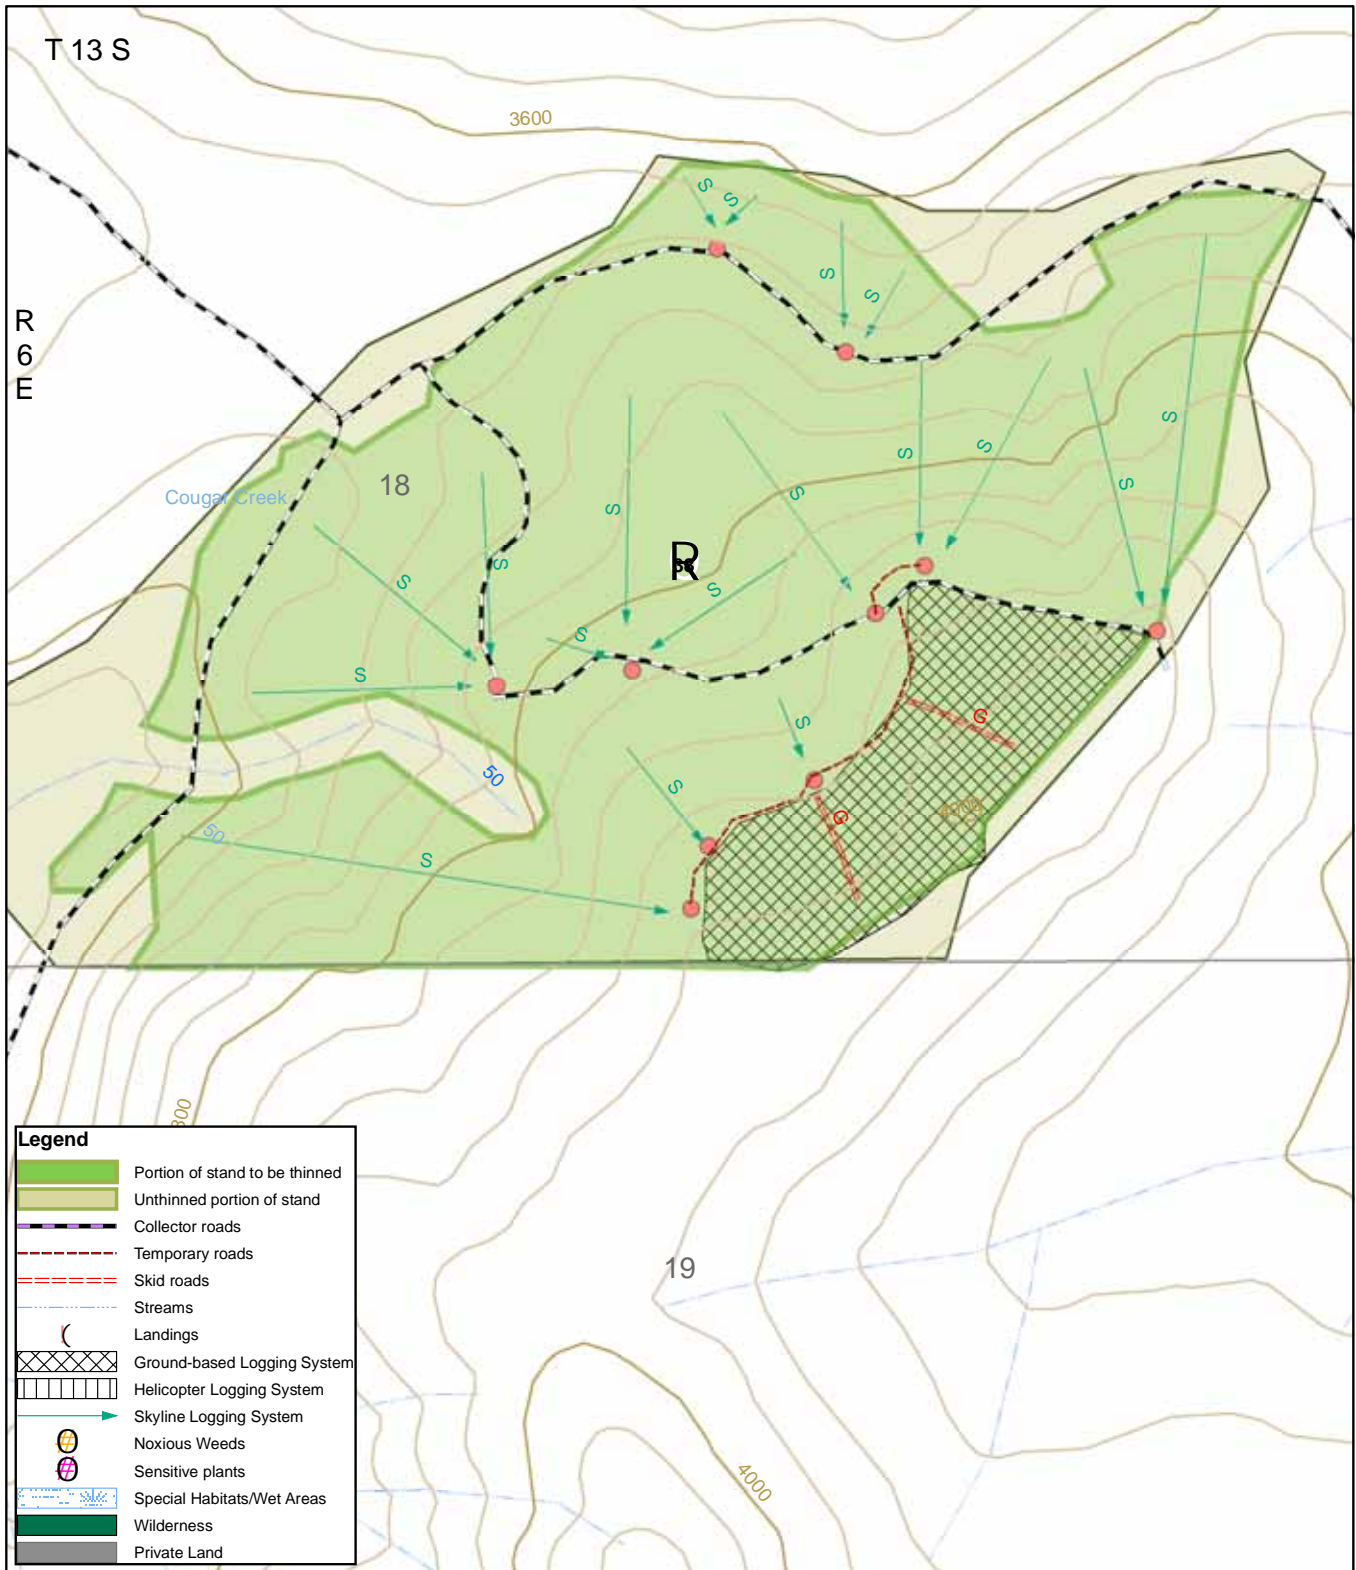 T 13 S
3600
S
S
R
6
E
S
S
S
S
S
S
18
Cougar Creek
S
S
S
R
S
S
S
S
S
G
S
50
S
4000
G
50
S
800
Legend
Portion of stand to be thinned
Unthinned portion of stand
Collector roads
Temporary roads
Skid roads
19
Streams
Landings
Ground-based Logging System
Helicopter Logging System
Skyline Logging System
Noxious Weeds
Sensitive plants
4000
Special Habitats/Wet Areas
Wilderness
Private Land